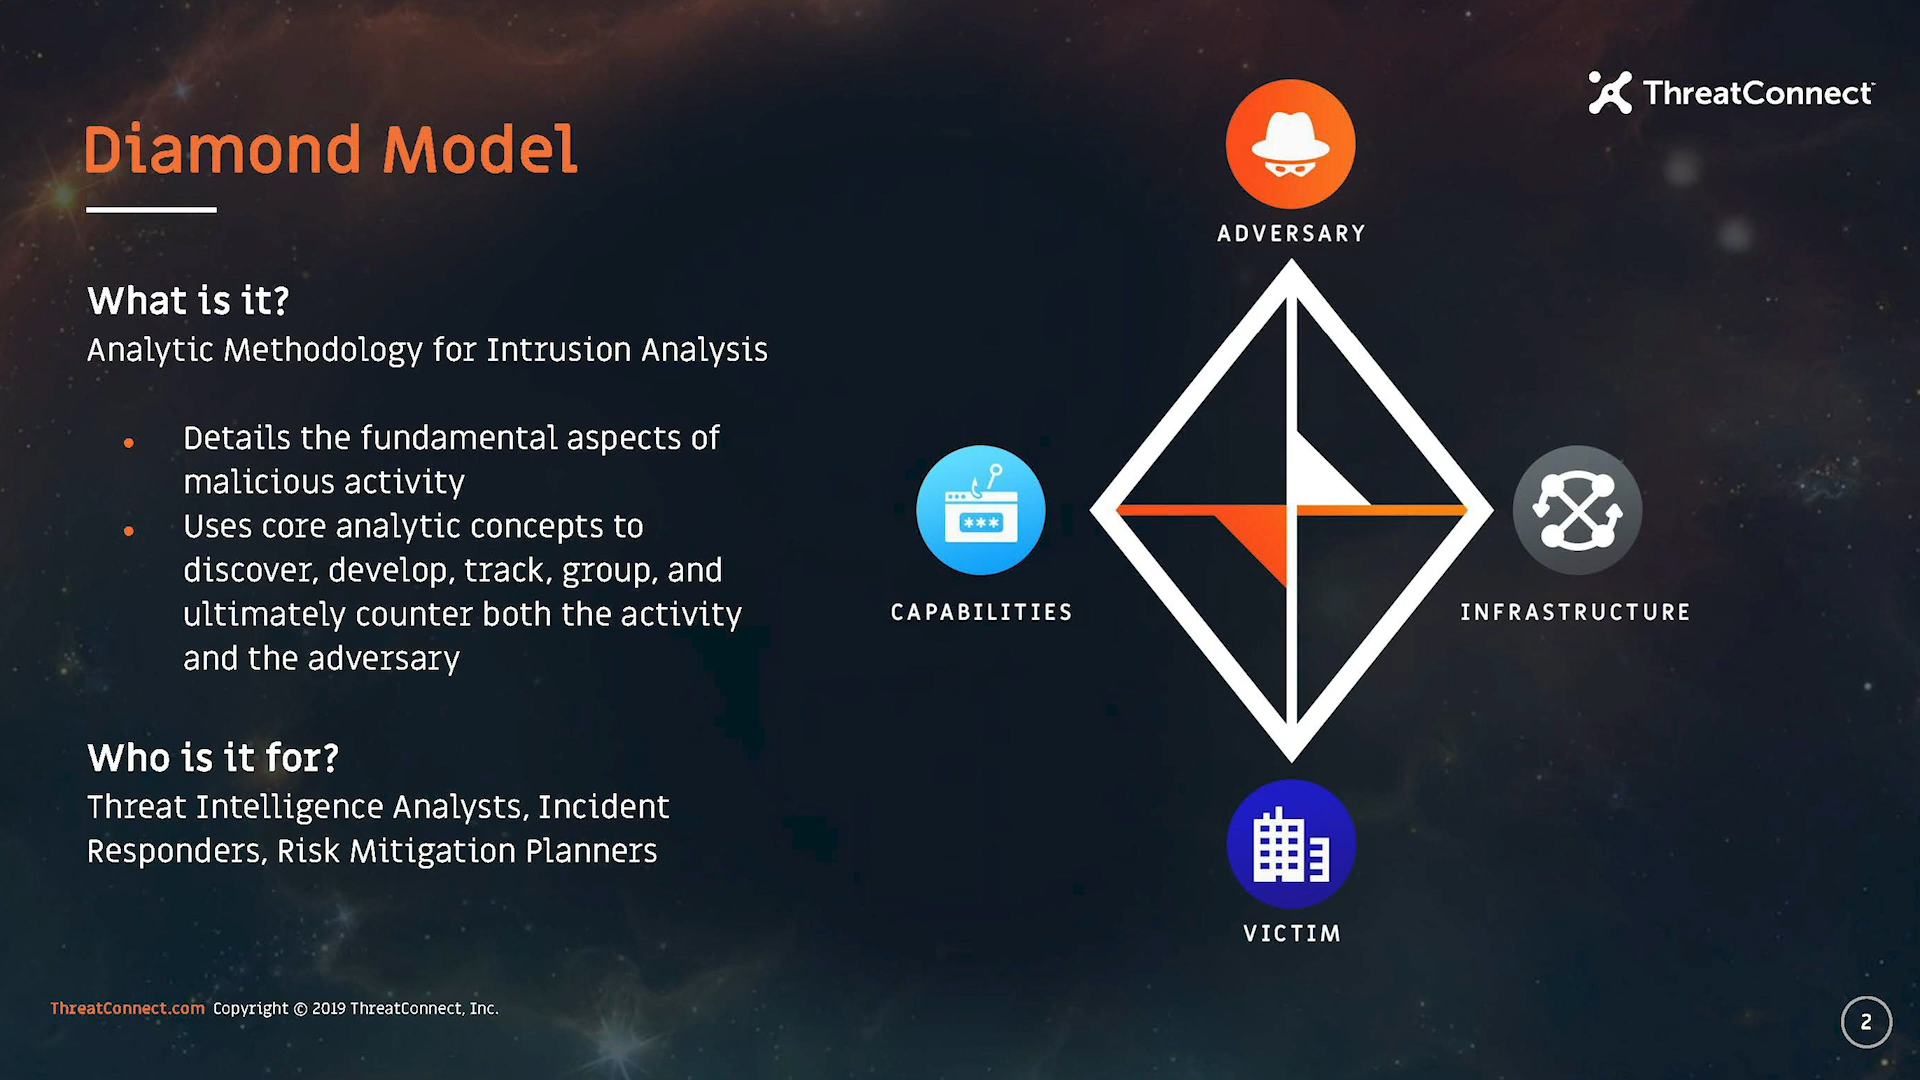 ThreatConnect™
Diamond Model
What is it?
Analytic Methodology for Intrusion Analysis
• Details the fundamental aspects of
malicious activity
• Uses core analytic concepts to
discover, develop, track, group, and
ultimately counter both the activity
and the adversary
Who is it for?
Threat Intelligence Analysts, Incident
Responders, Risk Mitigation Planners
ADVERSARY
***
CAPABILITIES
INFRASTRUCTURE
VICTIM
ThreatConnect.com Copyright © 2019 ThreatConnect, Inc.
2